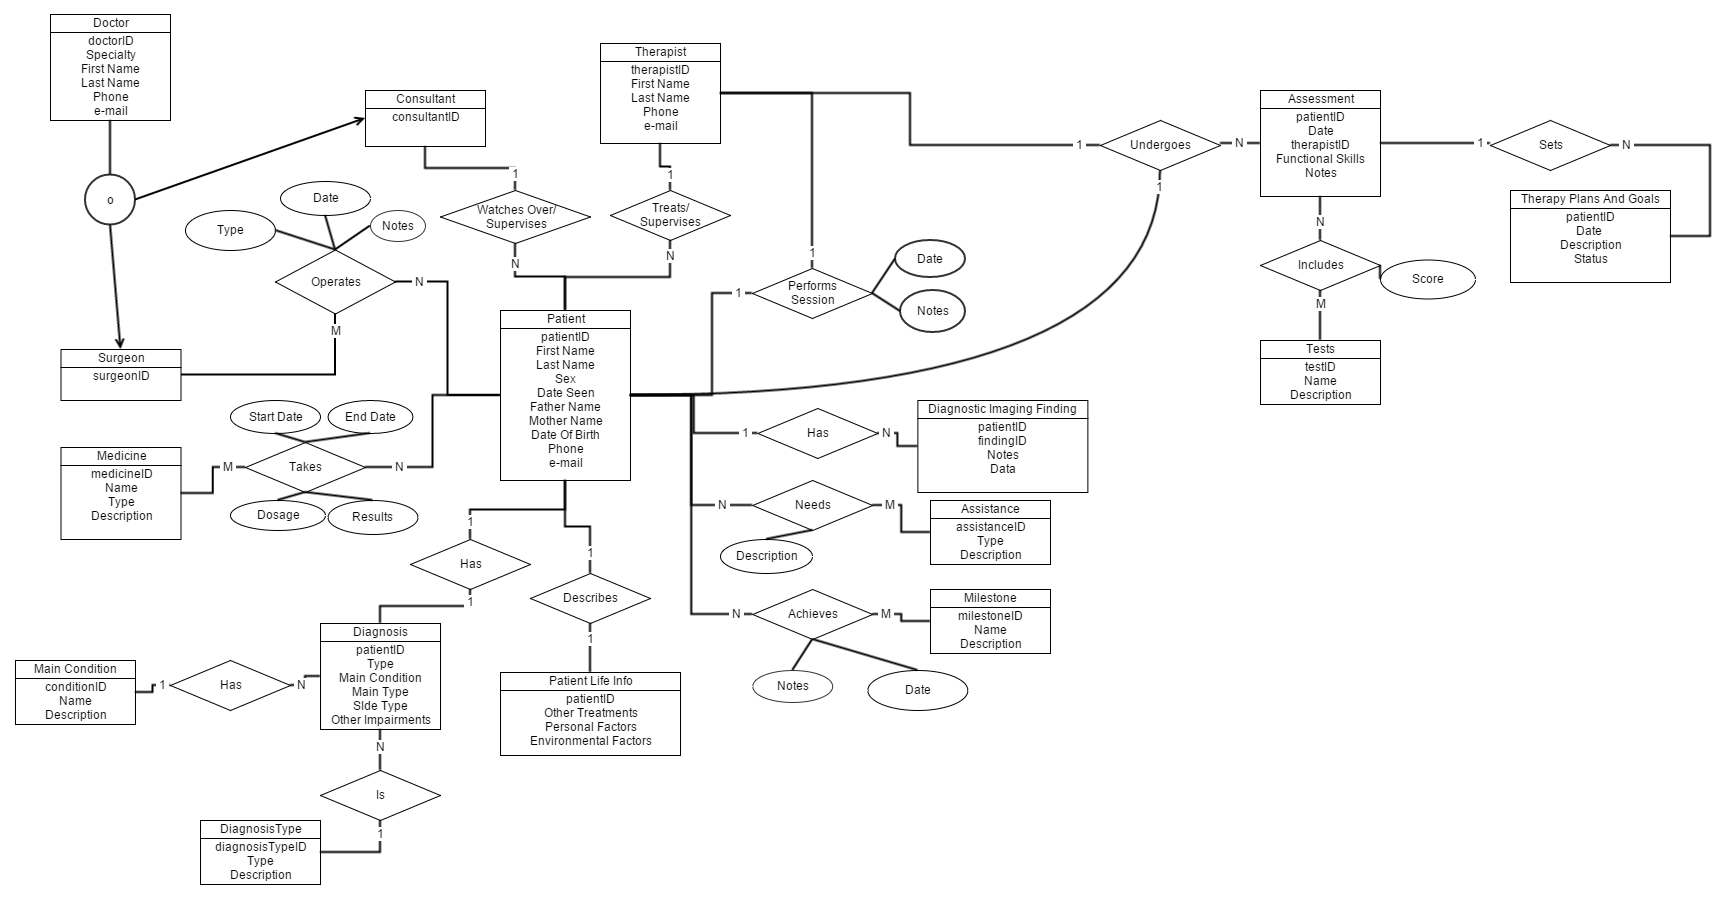 Doctor
doctorID
Specialty
First Name
Last Name
Phone
e-mail
Consultant
consultantID
Therapist
therapistID
First Name
Last Name
Phone
e-mail
Assessment
patientID
Date
therapistID
Functional Skills
Notes
1
Undergoes
N
1
1
Sets
N
Therapy Plans And Goals
patientID
Date
Description
Status
o
Date
Type
Notes
Operates
N
M
1
Watches Over/
Supervises
N
1
Treats/
Supervises
N
1
1
Performs
Session
Date
Notes
N
Includes
Score
M
Tests
testID
Name
Description
Surgeon
surgeonID
Patient
patientID
First Name
Last Name
Sex
Date Seen
Father Name
Mother Name
Date Of Birth
Phone
e-mail
Start Date
End Date
Medicine
medicineID
Name
Type
Description
M
Takes
N
Dosage
Results
1
Has
N
Diagnostic Imaging Finding
patientID
findingID
Notes
Data
N
Needs
M
Description
Assistance
assistanceID
Type
Description
1
Has
1
1
Describes
1
N
Achieves
M
Notes
Date
Milestone
milestoneID
Name
Description
Main Condition
conditionID
Name
Description
1
Has
N
Diagnosis
patientID
Type
Main Condition
Main Type
SIde Type
Other Impairments
Patient Life Info
patientID
Other Treatments
Personal Factors
Environmental Factors
N
Is
1
DiagnosisType
diagnosisTypeID
Type
Description